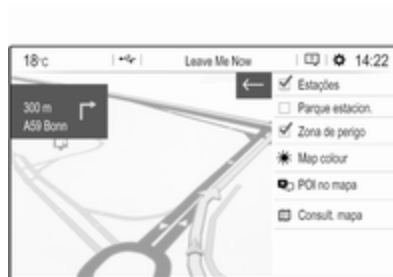 18°C Leave Me Now 14:22
Estações
300 m
A59 Bonn
Parque estacion.
Zona de perigo
Map colour
POI no mapa
Consult. mapa